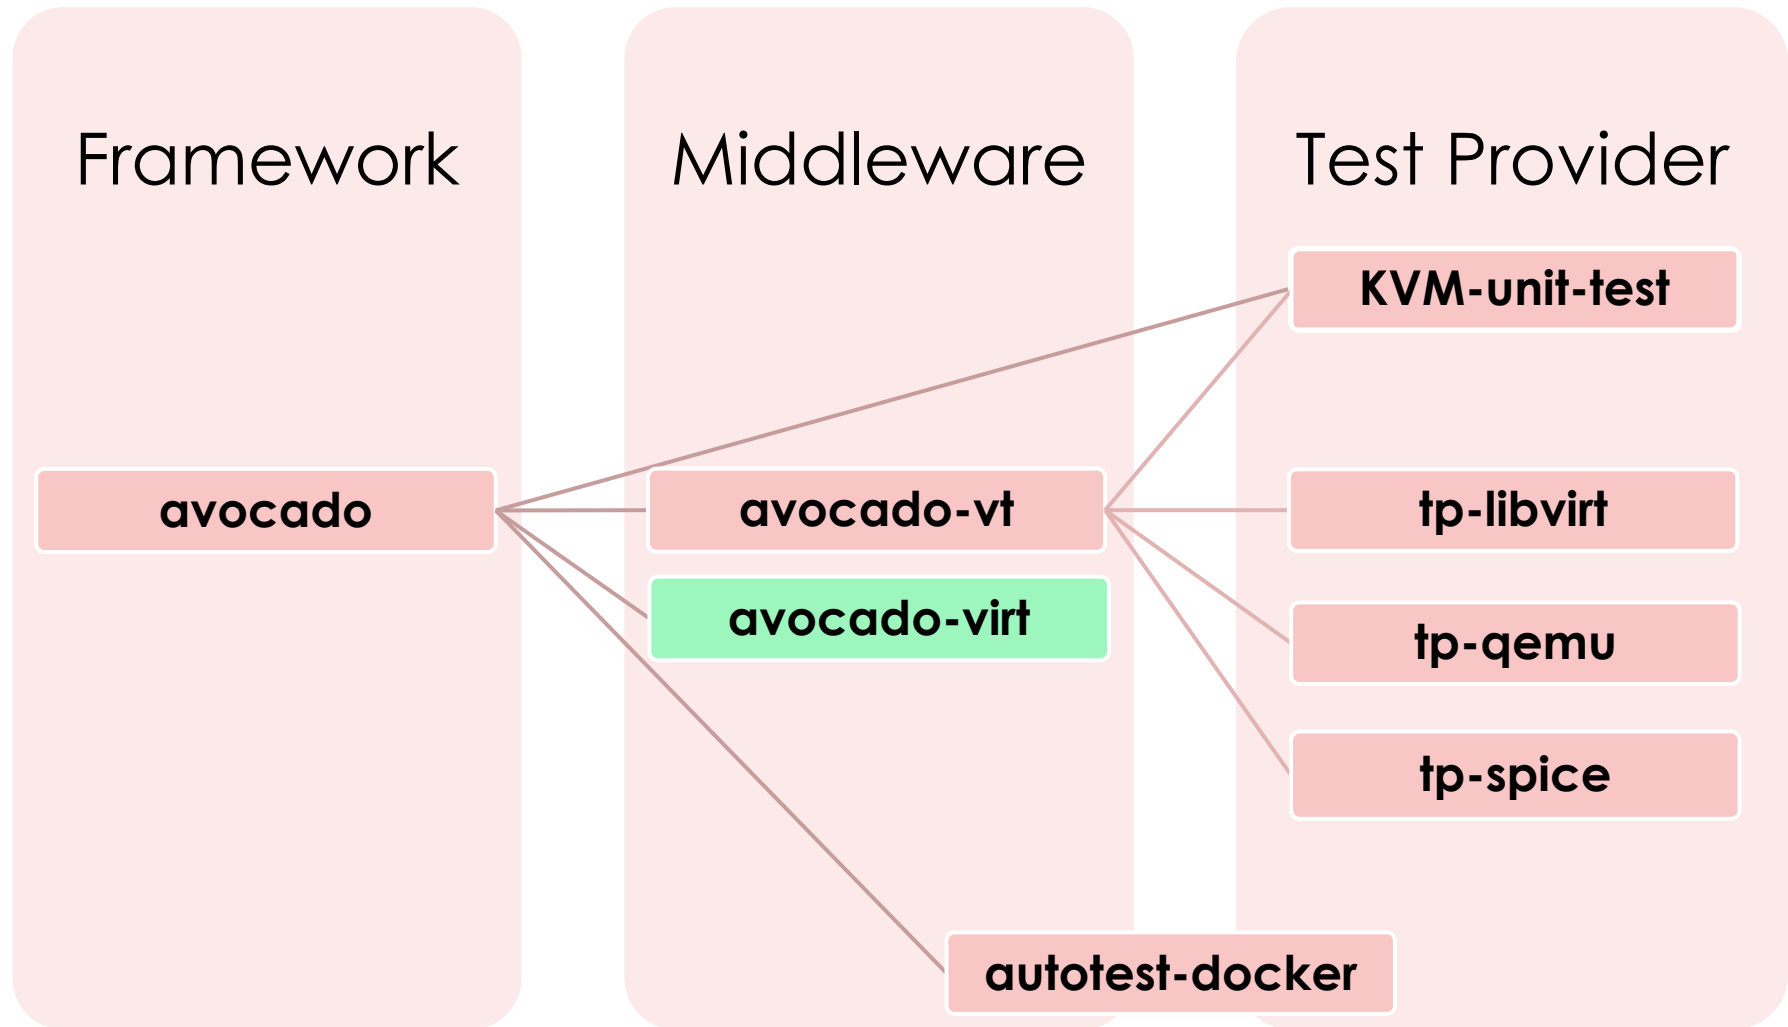 Framework
Middleware
Test Provider
KVM-unit-test
avocado
avocado-vt
tp-libvirt
avocado-virt
tp-qemu
tp-spice
autotest-docker